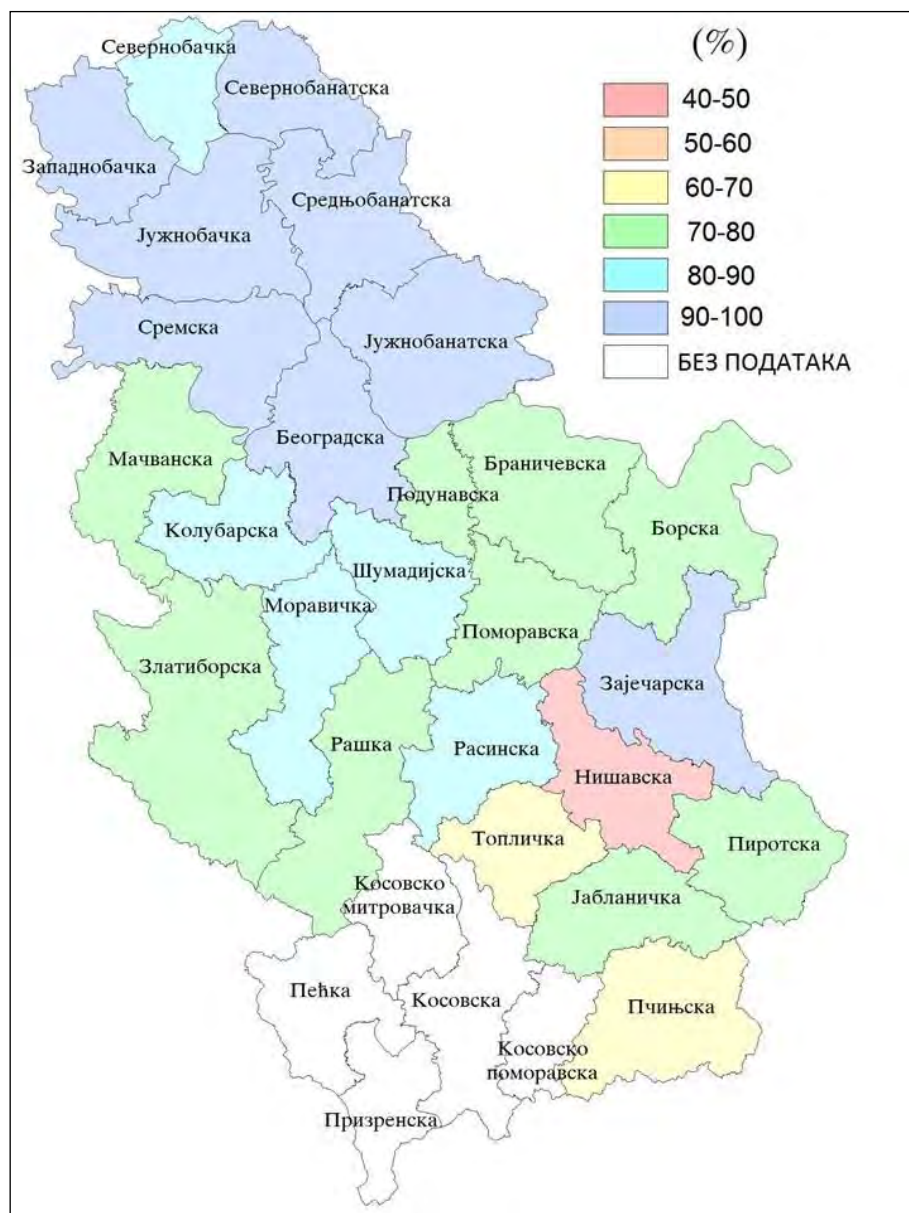 (%)
40-50
50-60
60-70
70-80
80-90
90-100
БЕЗ ПОДАТАКА
Севернобачка
Севернобанатска
Западнобачка
Средњобанатска
Јужнобачка
Сремска
Јужнобанатска
Београдска
Мачванска
Браничевска
Подунавска
Борска
Колубарска
Шумадијска
Моравичка
Поморавска
Златиборска
Зајечарска
Рашка
Расинска
Нишавска
Топличка
Пиротска
Косовско
митровачка
Јабланичка
Пећка
Косовска
Пчињска
Косовско
поморавска
Призренска